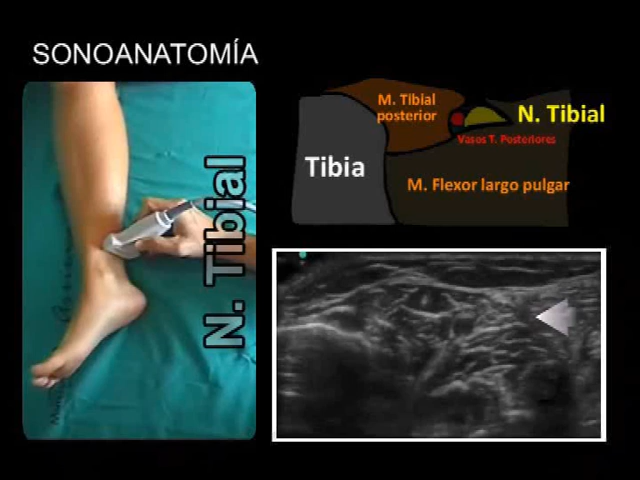 SONOANATOMÍA
N. Tibial
M. Tibial
posterior
N. Tibial
Vasos T. Posteriores
Tibia
M. Flexor largo pulgar